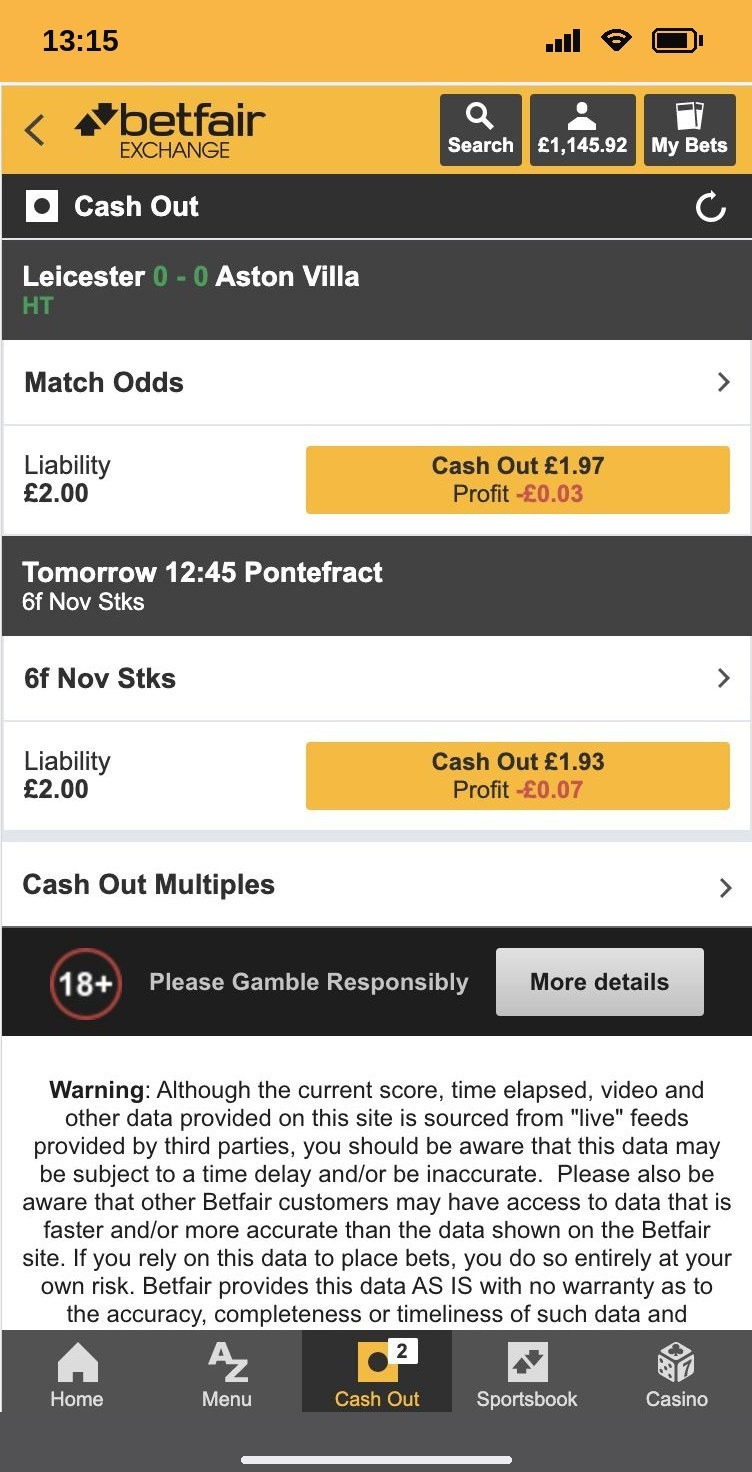 13:15
betfair
EXCHANGE
Search
£1,145.92
My Bets
Cash Out
Leicester 0 - 0 Aston Villa
HT
Match Odds
Liability
£2.00
Cash Out £1.97
Profit -£0.03
Tomorrow 12:45 Pontefract
6f Nov Stks
6f Nov Stks
Liability
£2.00
Cash Out £1.93
Profit -£0.07
Cash Out Multiples
18+
Please Gamble Responsibly
More details
Warning: Although the current score, time elapsed, video and
other data provided on this site is sourced from "live" feeds
provided by third parties, you should be aware that this data may
be subject to a time delay and/or be inaccurate.  Please also be
aware that other Betfair customers may have access to data that is
faster and/or more accurate than the data shown on the Betfair
site. If you rely on this data to place bets, you do so entirely at your
own risk. Betfair provides this data AS IS with no warranty as to
the accuracy, completeness or timeliness of such data and
Home
AZ
Menu
2
Cash Out
Sportsbook
7
Casino